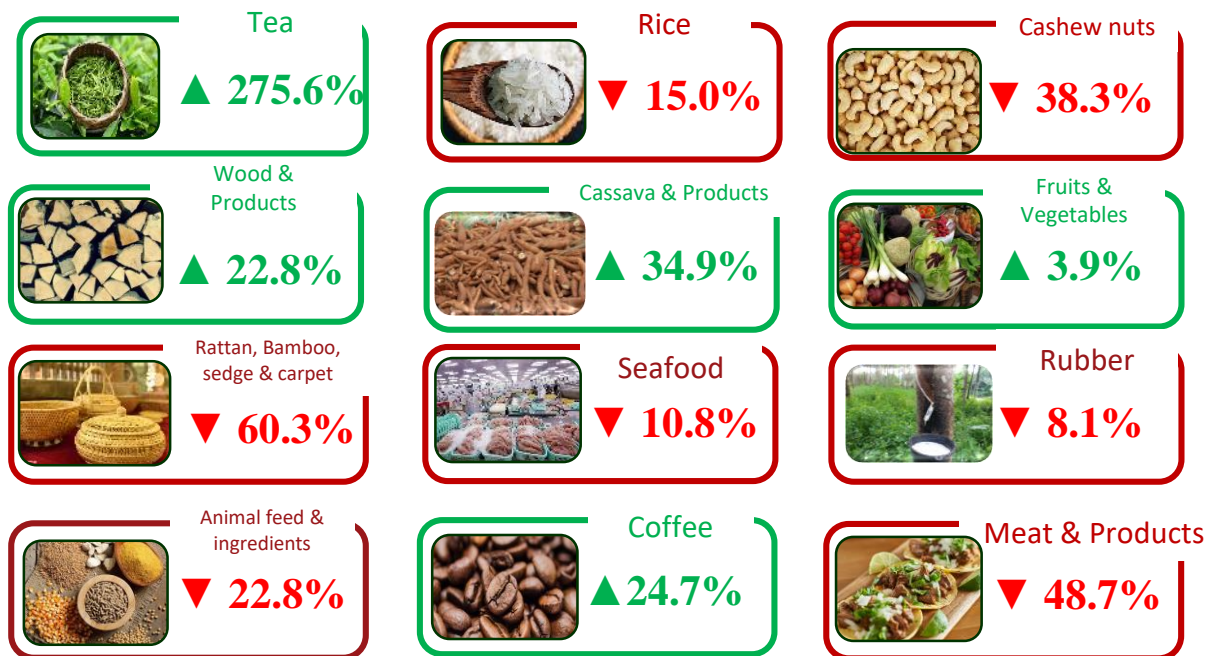 Tea
▲ 275.6%
Rice
▼ 15.0%
Cashew nuts
▼ 38.3%
Wood &
Products
▲ 22.8%
Cassava & Products
▲ 34.9%
Fruits &
Vegetables
▲ 3.9%
Rattan, Bamboo,
sedge & carpet
▼ 60.3%
Seafood
▼ 10.8%
Rubber
▼ 8.1%
Animal feed &
ingredients
▼ 22.8%
Coffee
▲24.7%
Meat & Products
▼ 48.7%